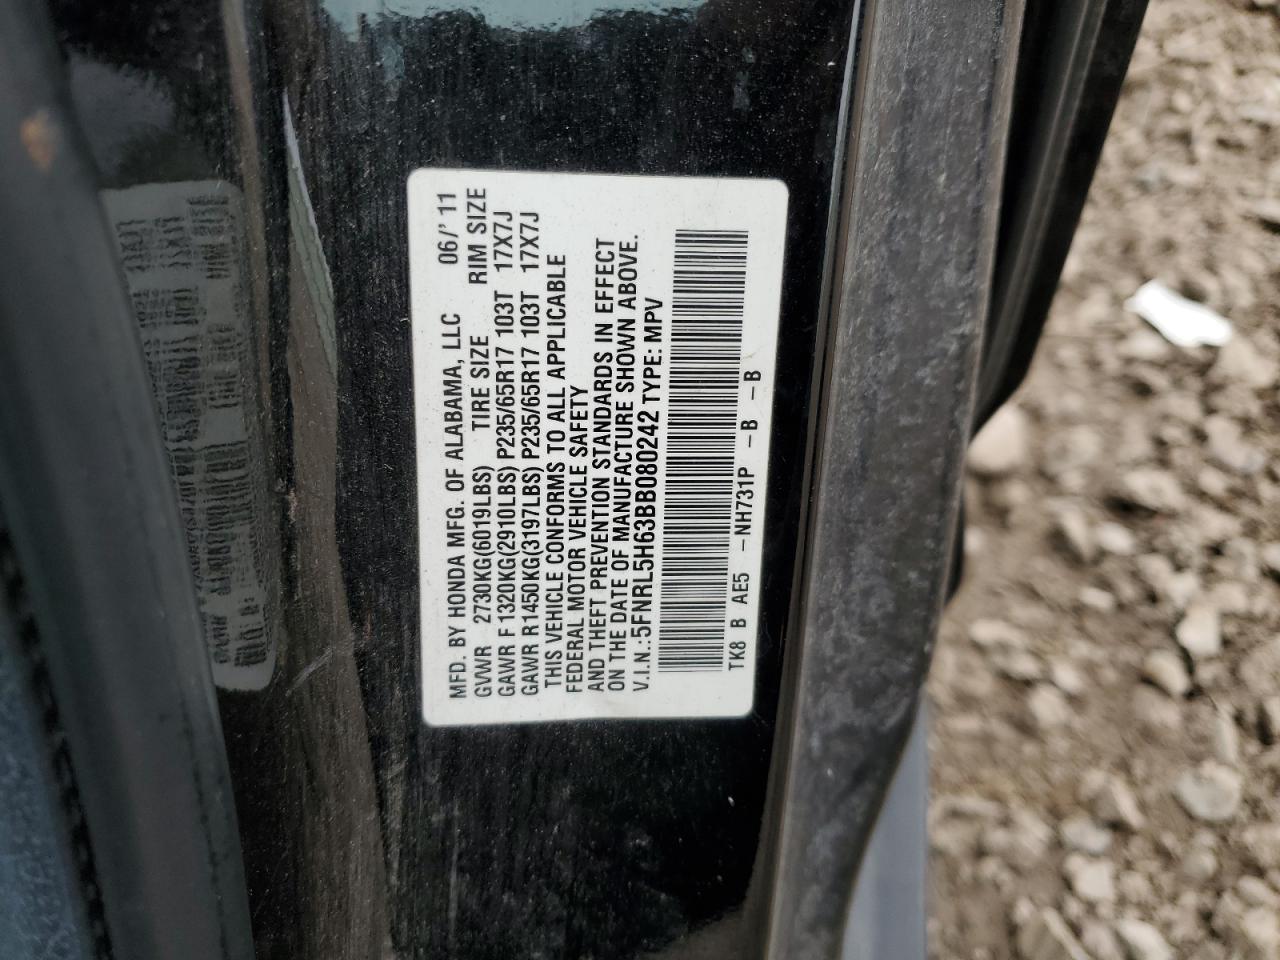 MFD. BY HONDA MFG. OF ALABAMA, LLC 06/'11
GVWR 2730KG(6019LBS) TIRE SIZE RIM SIZE
GAWR F 1320KG(2910LBS) P235/65R17 103T 17X7J
GAWR R1450KG(3197LBS) P235/65R17 103T 17X7J
THIS VEHICLE CONFORMS TO ALL APPLICABLE
FEDERAL MOTOR VEHICLE SAFETY
AND THEFT PREVENTION STANDARDS IN EFFECT
ON THE DATE OF MANUFACTURE SHOWN ABOVE.
V.I.N.:5FNRL5H63BB080242 TYPE: MPV
TK8 B AE5 -NH731P -B -B